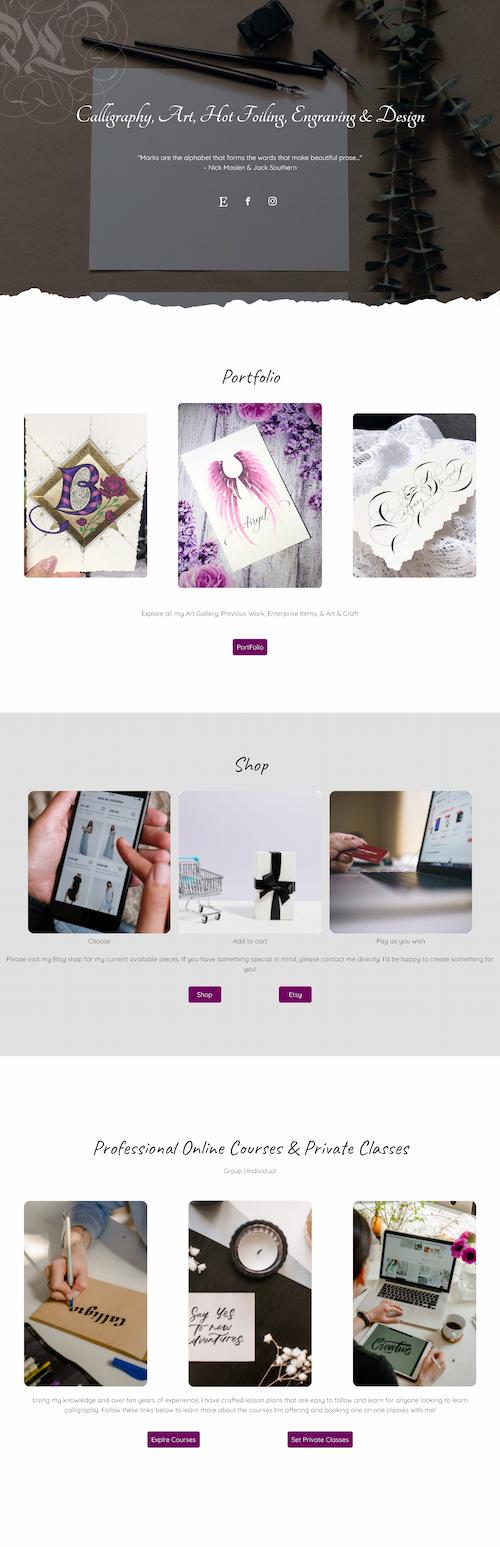 Calligraphy, Art, Hot Foiling, Engraving & Design
"Marks are the alphabet that forms the words that make beautiful prose..."
– Nick Maslen & Jack Southern
E
Portfolio
B
Angel
Explore all my Art Gallery, Previous Work, Enterprise Items, & Art & Craft
PortFolio
Shop
Choose
Add to cart
Pay as you wish
Please visit my Etsy shop for my current available pieces. If you have something special in mind, please contact me directly. I'd be happy to create something for
you!
Shop
Etsy
Professional Online Courses & Private Classes
Group | Individual
Say Yes
to new
Adventures.
Creative
Using my knowledge and over ten years of experience; I have crafted lesson plans that are easy to follow and learn for anyone looking to learn
calligraphy. Follow these links below to learn more about the courses I'm offering and booking one on one classes with me!
Explre Courses
Set Private Classes